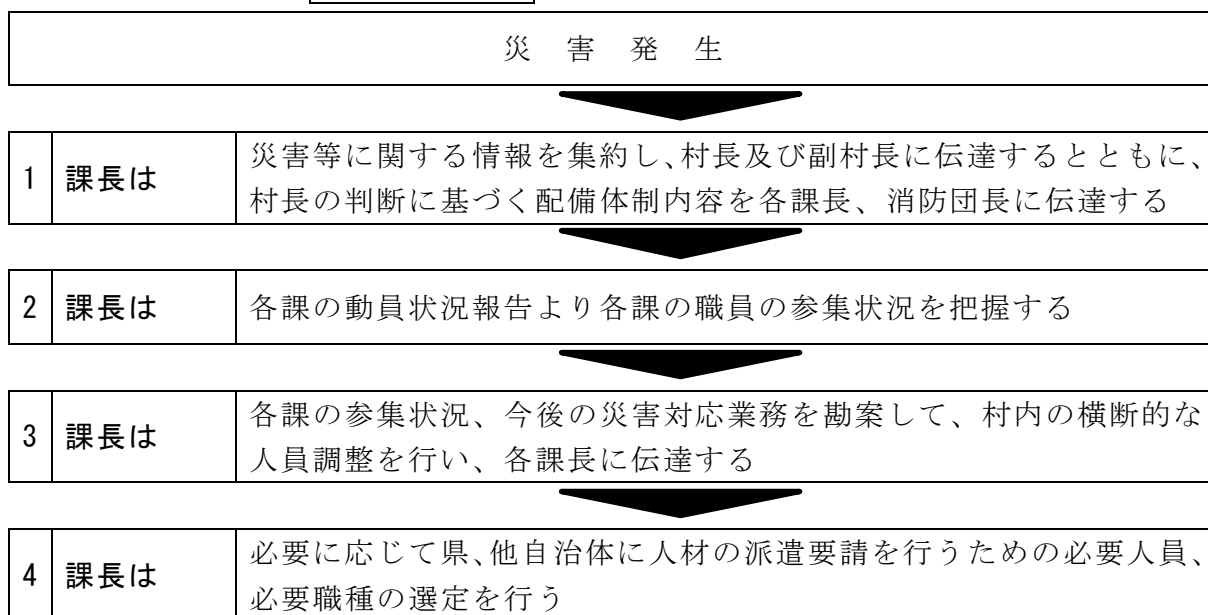 災害発生
1 課長は 災害等に関する情報を集約し、村長及び副村長に伝達するとともに、
村長の判断に基づく配備体制内容を各課長、消防団長に伝達する
2 課長は 各課の動員状況報告より各課の職員の参集状況を把握する
3 課長は 各課の参集状況、今後の災害対応業務を勘案して、村内の横断的な
人員調整を行い、各課長に伝達する
4 課長は 必要に応じて県、他自治体に人材の派遣要請を行うための必要人員、
必要職種の選定を行う